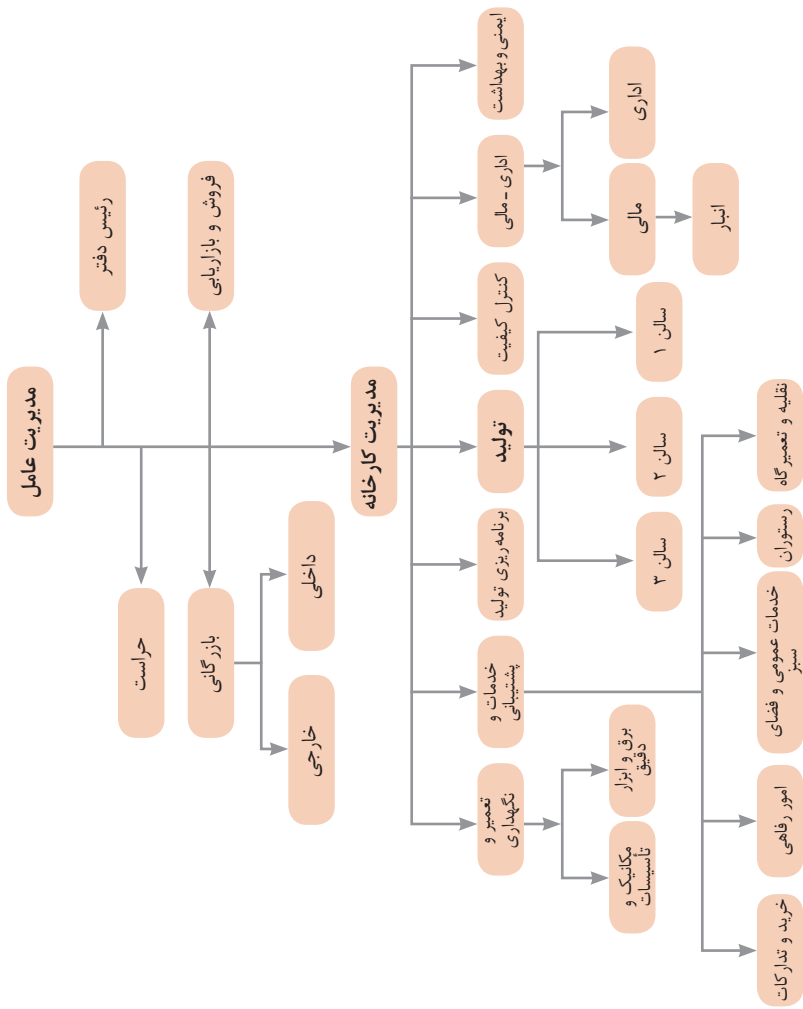 مدیریت عامل
رئیس دفتر
حراست
فروش و بازاریابی
بازرگانی
داخلی
خارجی
مدیریت کارخانه
ایمنی و بهداشت
اداری - مالی
کنترل کیفیت
تولید
برنامه‌ریزی تولید
خدمات و
پشتیبانی
تعمیر و
نگهداری
اداری
مالی
انبار
سالن ۱
سالن ۲
سالن ۳
برق و ابزار
دقیق
مکانیک و
تأسیسات
نقلیه و تعمیرگاه
رستوران
خدمات عمومی و فضای
سبز
امور رفاهی
خرید و تدارکات